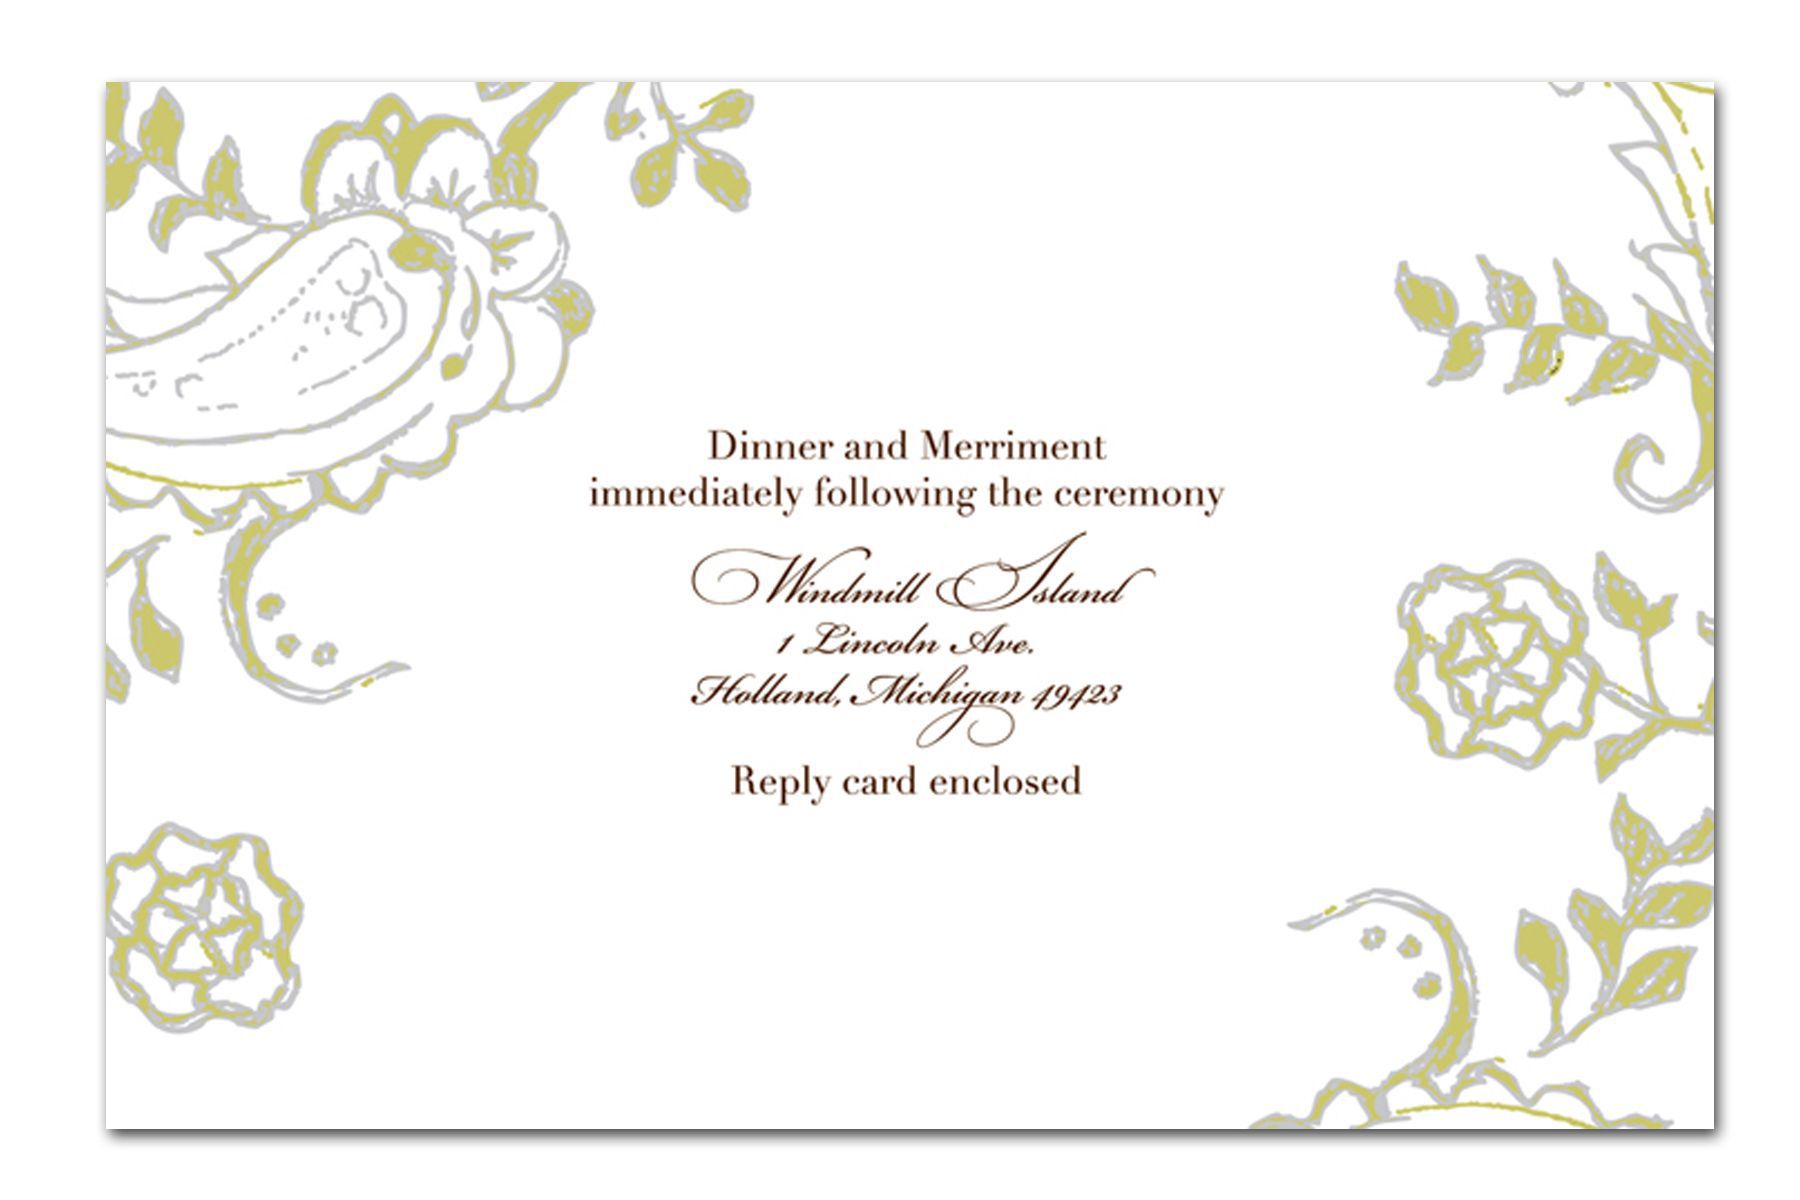 Dinner and Merriment
immediately following the ceremony
Windmill Island
1 Lincoln Ave.
Holland, Michigan 49423
Reply card enclosed